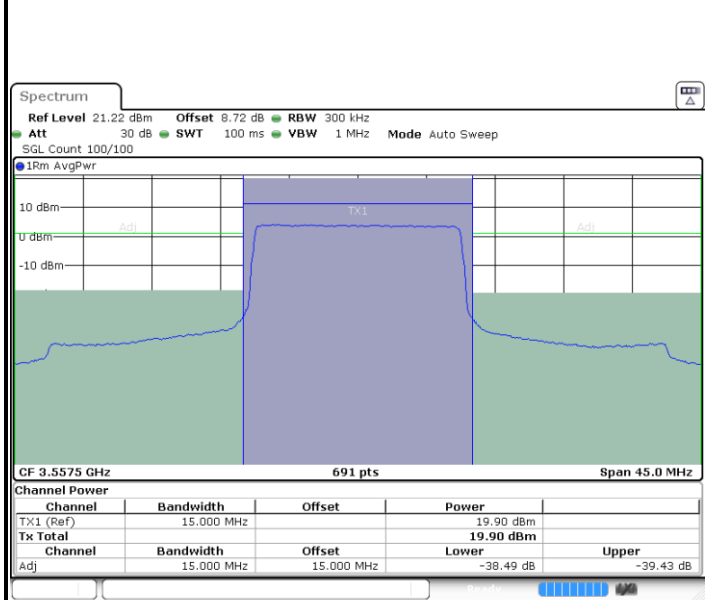 Spectrum
Ref Level 21.22 dBm Offset 8.72 dB RBW 300 kHz
Att 30 dB SWT 100 ms VBW 1 MHz Mode Auto Sweep
SGL Count 100/100
1Rm AvgPwr
10 dBm
TX1
Adj Adj
0 dBm
-10 dBm
CF 3.5575 GHz 691 pts Span 45.0 MHz
Channel Power
Channel Bandwidth Offset Power
TX1 (Ref) 15.000 MHz 19.90 dBm
Tx Total 19.90 dBm
Channel Bandwidth Offset Lower Upper
Adj 15.000 MHz 15.000 MHz -38.49 dB -39.43 dB
Ready